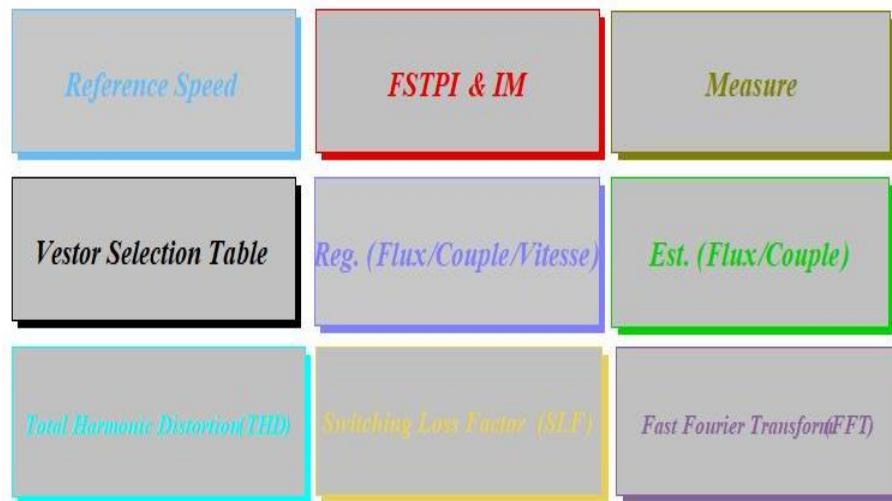 Reference Speed
FSTPI & IM
Measure
Vestor Selection Table
Reg. (Flux/Couple/Vitesse)
Est. (Flux/Couple)
Total Harmonic Distortion(THD)
Switching Loss Factor (SLF)
Fast Fourier Transform(FFT)